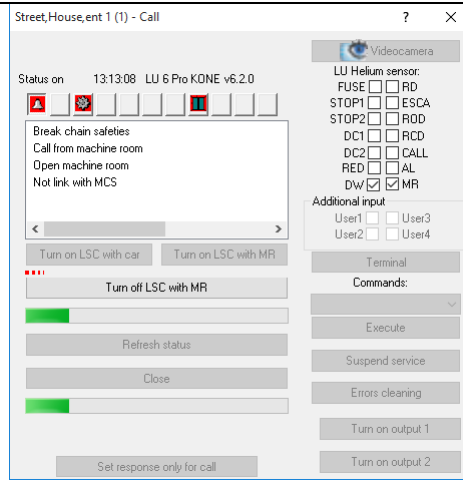 Street,House,ent 1 (1) - Call
? X
Videocamera
Status on 13:13:08 LU 6 Pro KONE v6.2.0
LU Helium sensor:
FUSE RD
STOP1 ESCA
STOP2 ROD
DC1 RCD
DC2 CALL
RED AL
DW MR
Break chain safeties
Call from machine room
Open machine room
Not link with MCS
Additional input
User1 User3
User2 User4
Turn on LSC with car Turn on LSC with MR
Terminal
Turn off LSC with MR
Commands:
Execute
Refresh status
Suspend service
Close
Errors cleaning
Turn on output 1
Set response only for call
Turn on output 2